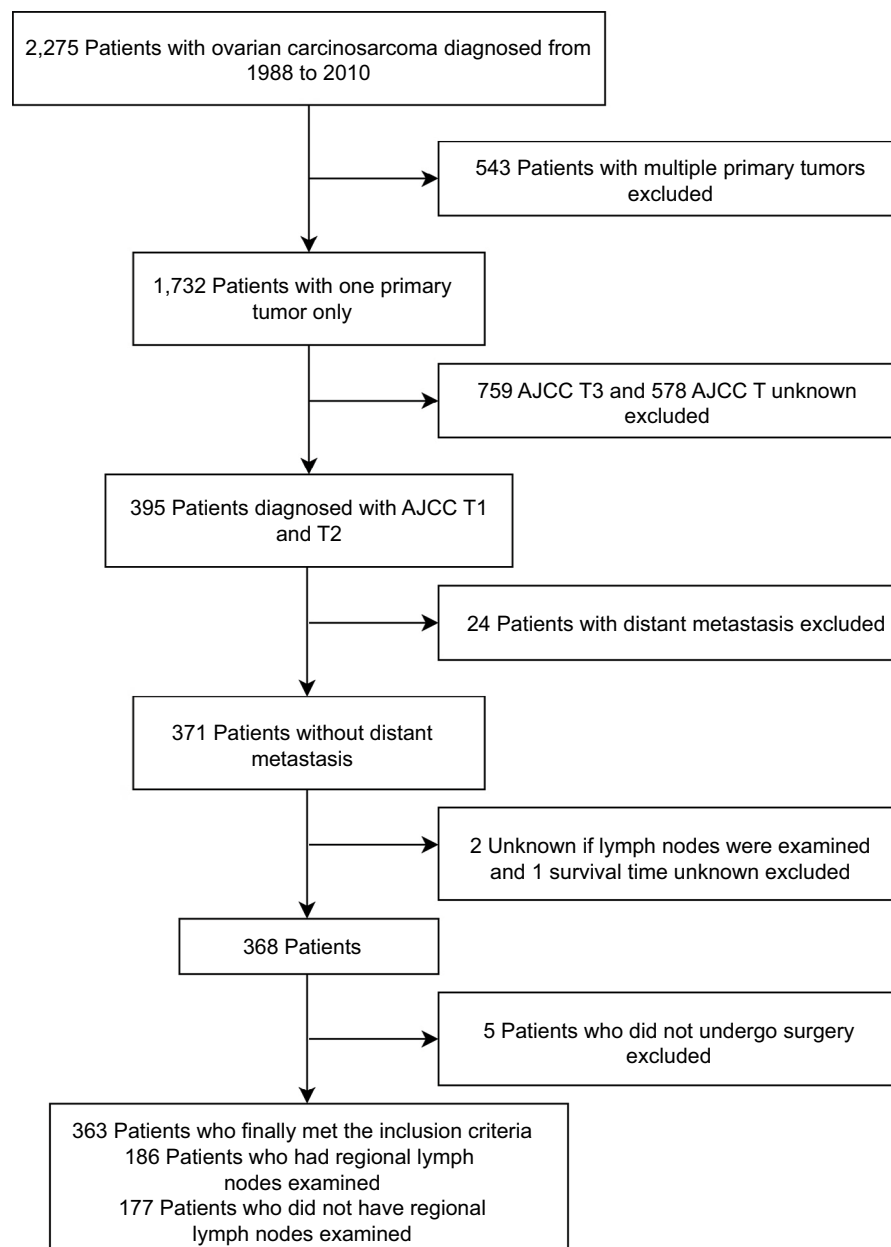 2,275 Patients with ovarian carcinosarcoma diagnosed from
1988 to 2010
543 Patients with multiple primary tumors
excluded
1,732 Patients with one primary
tumor only
759 AJCC T3 and 578 AJCC T unknown
excluded
395 Patients diagnosed with AJCC T1
and T2
24 Patients with distant metastasis excluded
371 Patients without distant
metastasis
2 Unknown if lymph nodes were examined
and 1 survival time unknown excluded
368 Patients
5 Patients who did not undergo surgery
excluded
363 Patients who finally met the inclusion criteria
186 Patients who had regional lymph
nodes examined
177 Patients who did not have regional
lymph nodes examined